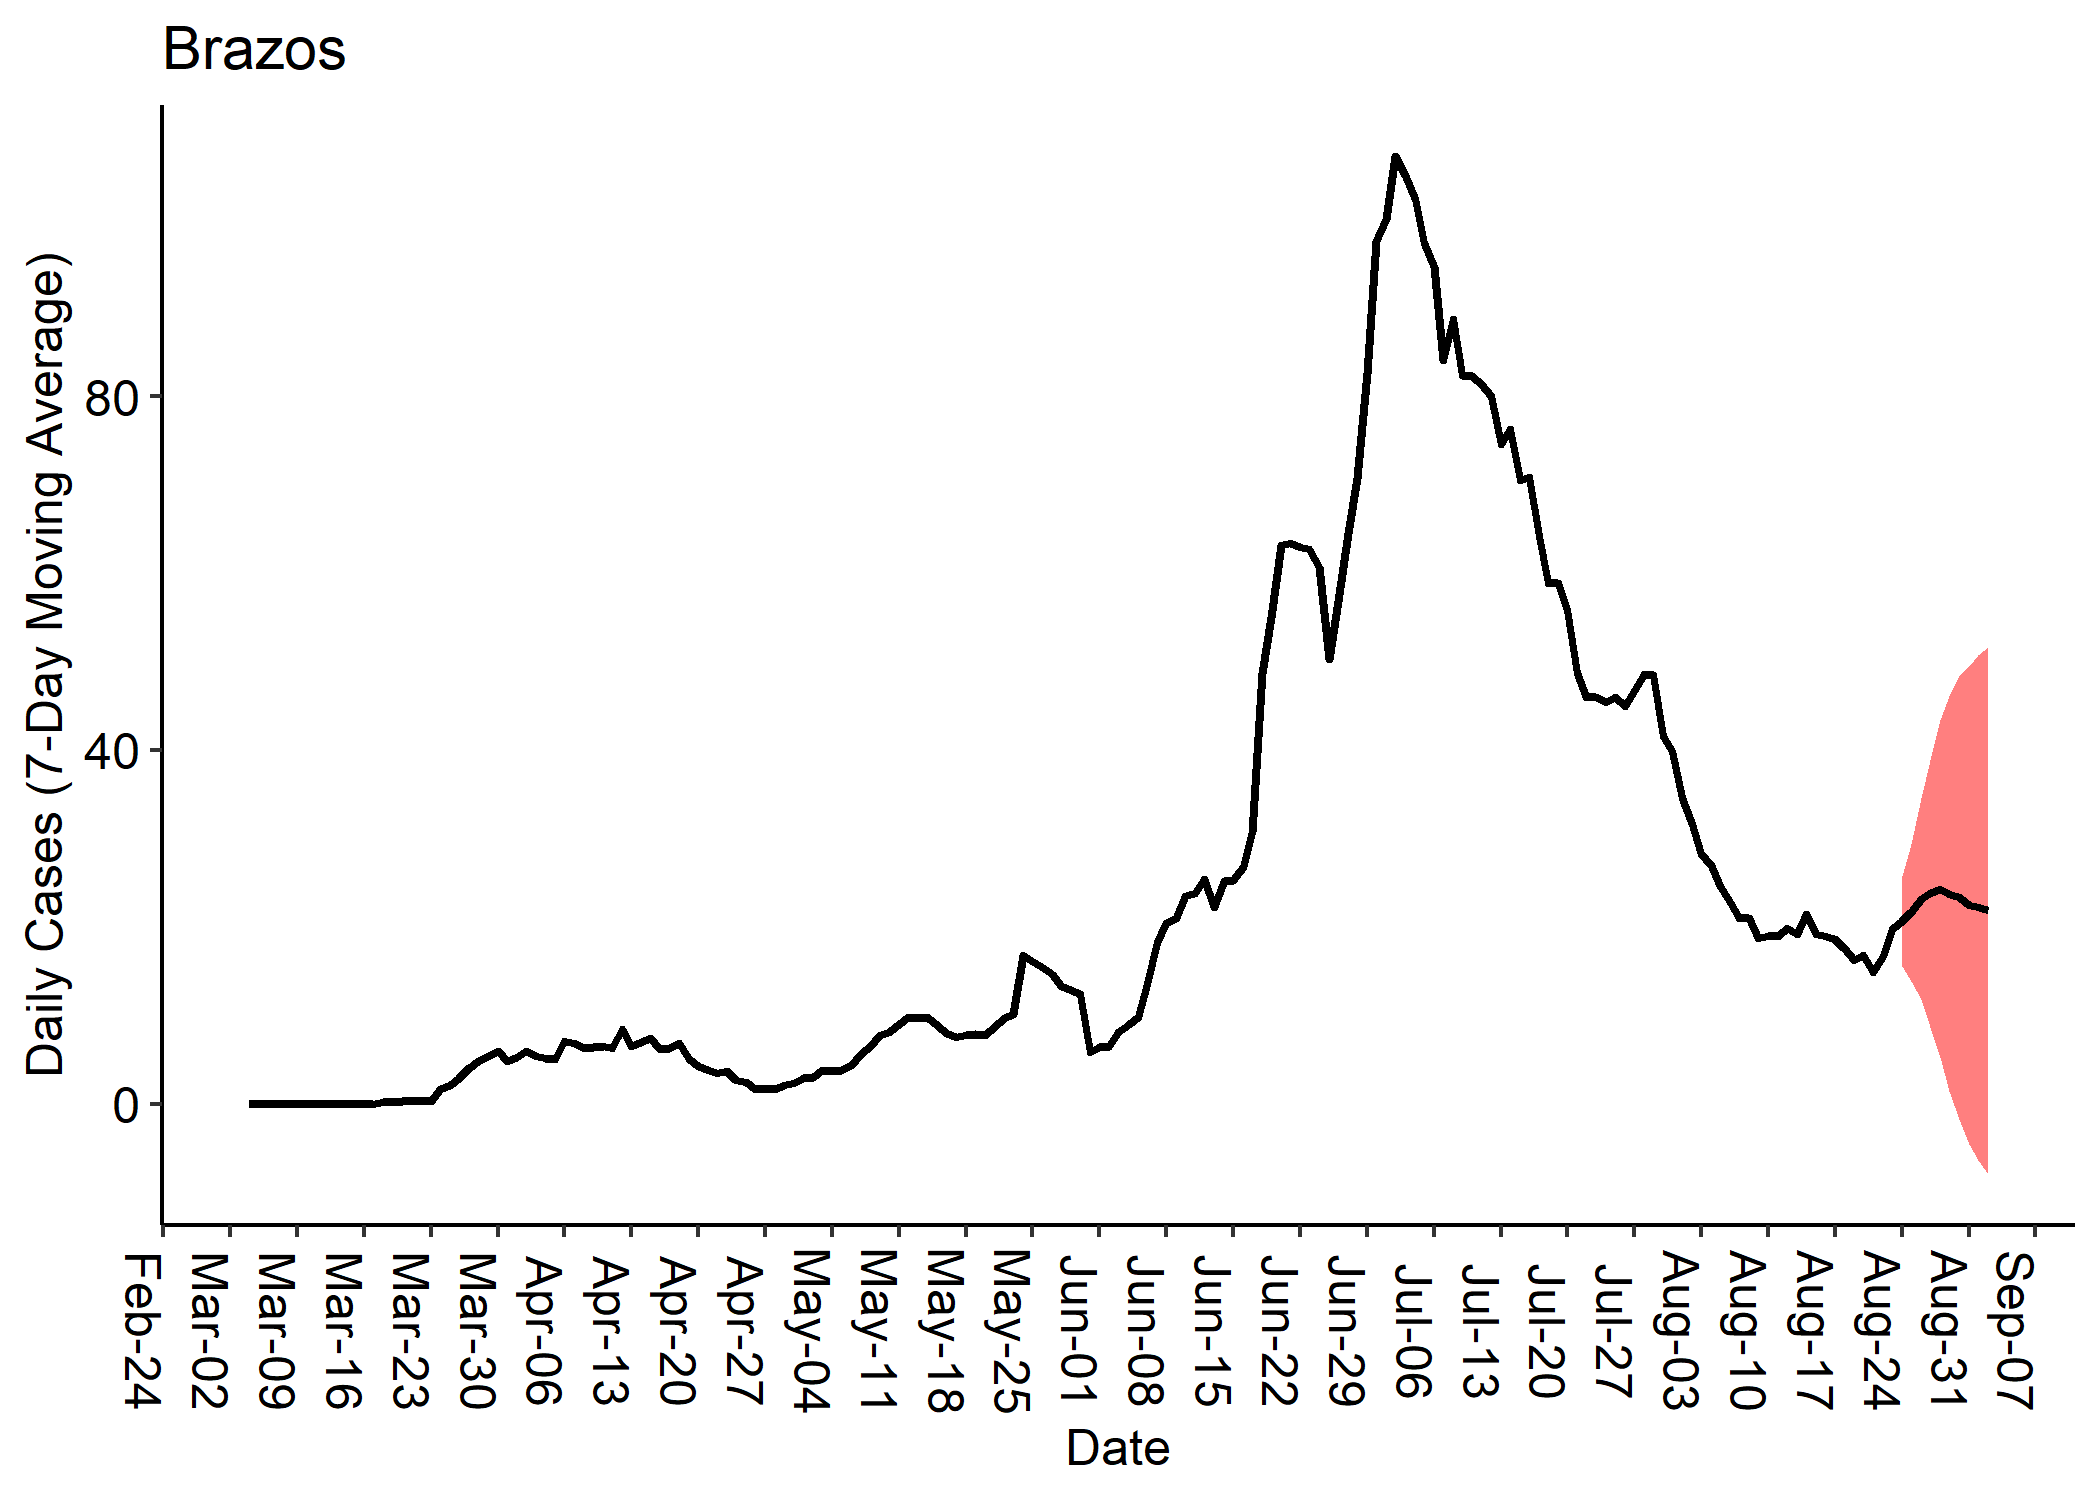 Brazos
Daily Cases (7-Day Moving Average)
80
40
0
Feb-24
Mar-02
Mar-09
Mar-16
Mar-23
Mar-30
Apr-06
Apr-13
Apr-20
Apr-27
May-04
May-11
May-18
May-25
Jun-01
Jun-08
Jun-15
Jun-22
Jun-29
Jul-06
Jul-13
Jul-20
Jul-27
Aug-03
Aug-10
Aug-17
Aug-24
Aug-31
Sep-07
Date